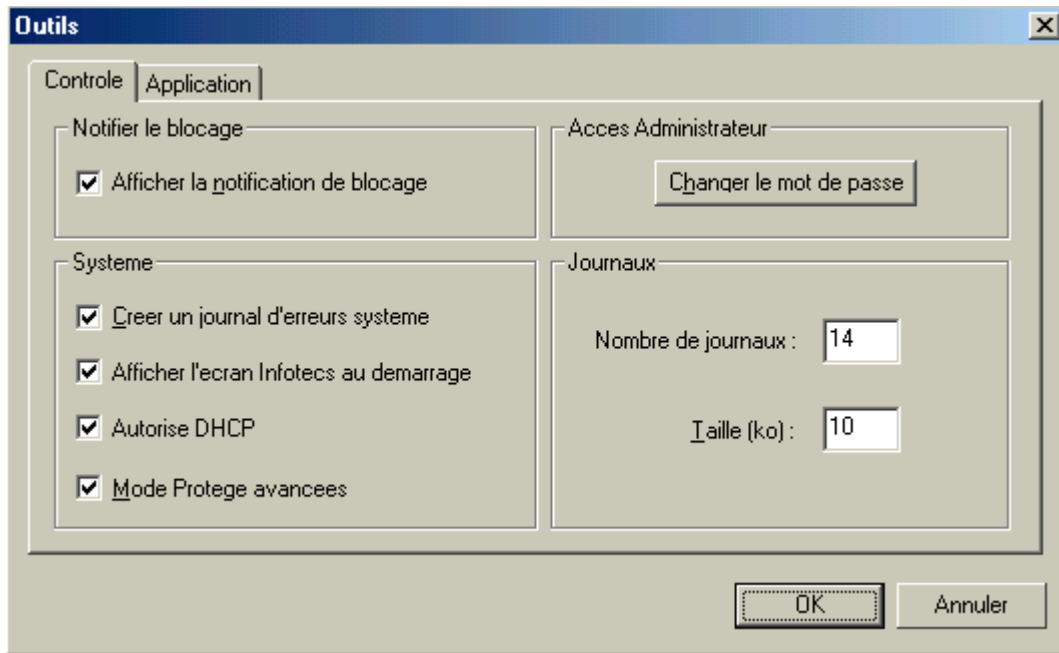 Outils
Controle
Application
Notifier le blocage
Afficher la notification de blocage
Acces Administrateur
Changer le mot de passe
Systeme
Creer un journal d'erreurs systeme
Afficher l'ecran Infotecs au demarrage
Autorise DHCP
Mode Protege avancees
Journaux
Nombre de journaux : 14
Taille (ko) : 10
OK
Annuler